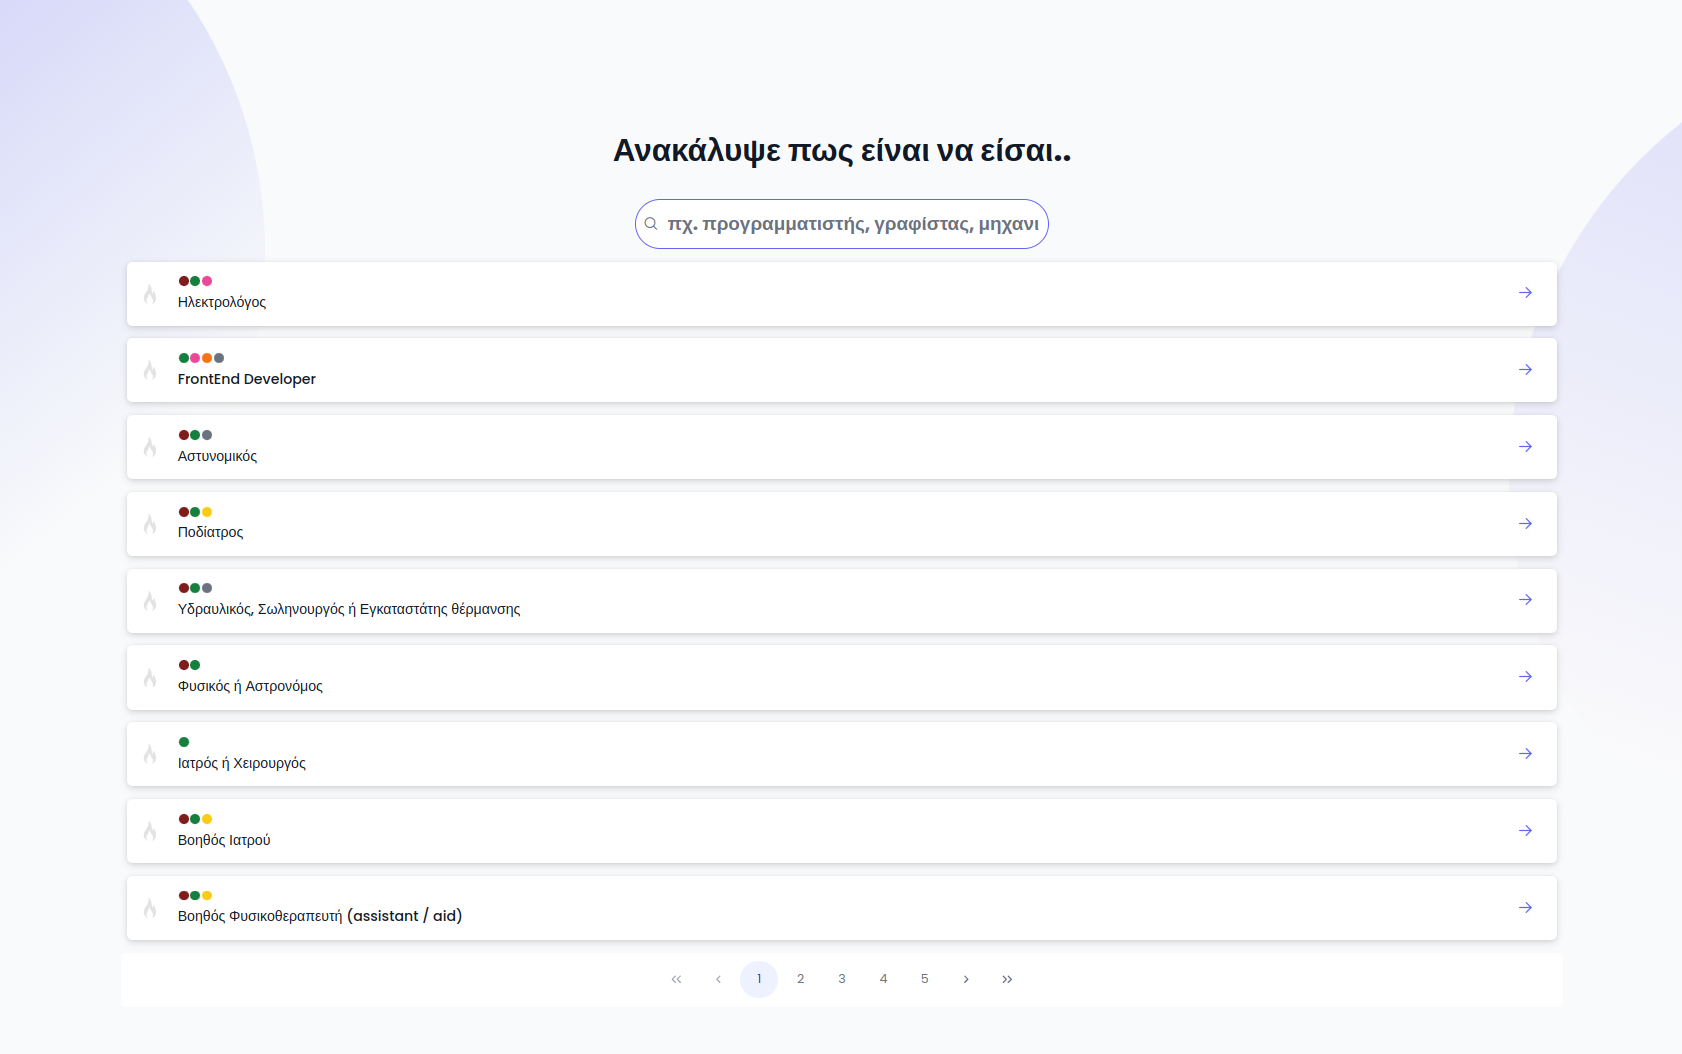 Ανακάλυψε πως είναι να είσαι..
πχ. προγραμματιστής, γραφίστας, μηχανι
Ηλεκτρολόγος
FrontEnd Developer
Αστυνομικός
Ποδίατρος
Υδραυλικός, Σωληνουργός ή Εγκαταστάτης θέρμανσης
Φυσικός ή Αστρονόμος
Ιατρός ή Χειρουργός
Βοηθός Ιατρού
Βοηθός Φυσικοθεραπευτή (assistant / aid)
« ‹ 1 2 3 4 5 › »